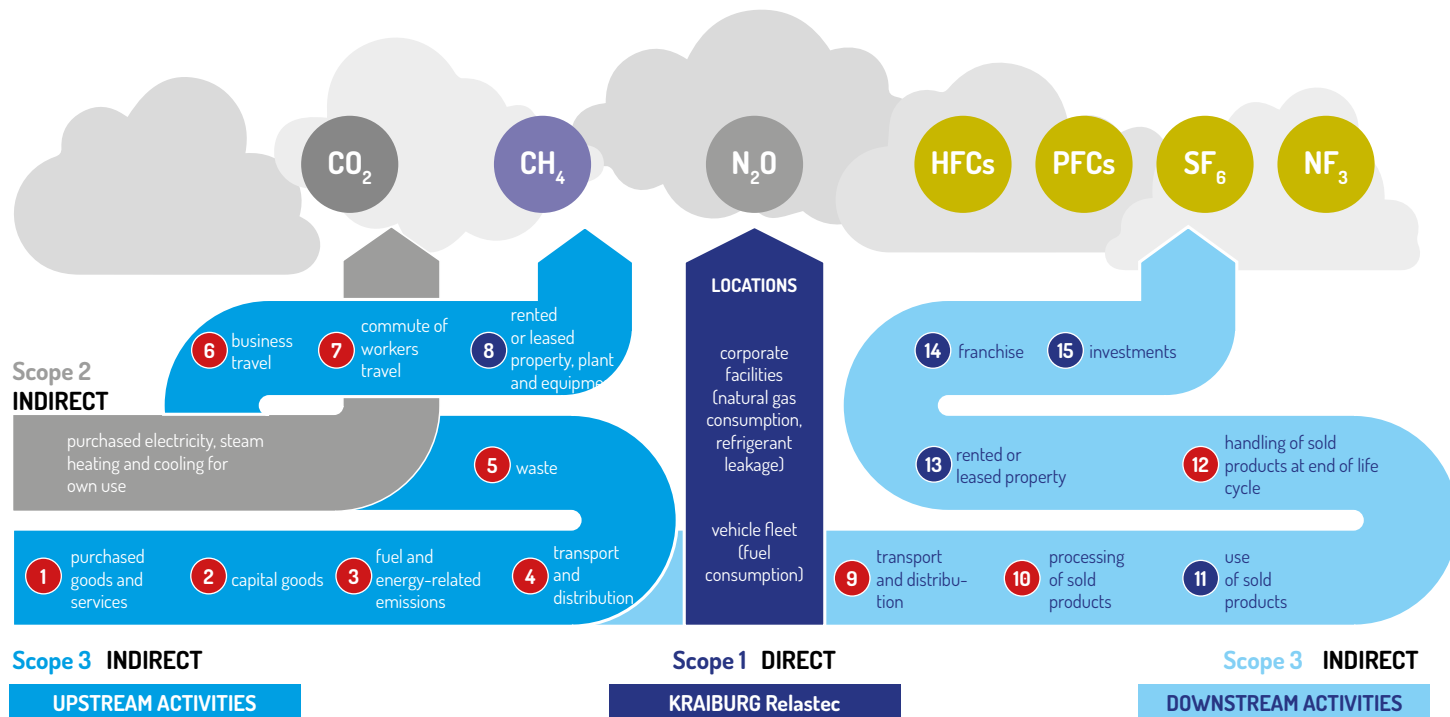 CO2
CH4
N2O
HFCs
PFCs
SF6
NF3
Scope 2
INDIRECT
purchased electricity, steam
heating and cooling for
own use
6
business
travel
7
commute of
workers
travel
8
rented
or leased
property, plant
and equipme
5
waste
1
purchased
goods and
services
2
capital goods
3
fuel and
energy-related
emissions
4
transport
and
distribution
LOCATIONS
corporate
facilities
(natural gas
consumption,
refrigerant
leakage)
vehicle fleet
(fuel
consumption)
14
franchise
15
investments
13
rented or
leased property
12
handling of sold
products at end of life
cycle
9
transport
and distribu-
tion
10
processing
of sold
products
11
use
of sold
products
Scope 3 INDIRECT
UPSTREAM ACTIVITIES
Scope 1 DIRECT
KRAIBURG Relastec
Scope 3 INDIRECT
DOWNSTREAM ACTIVITIES